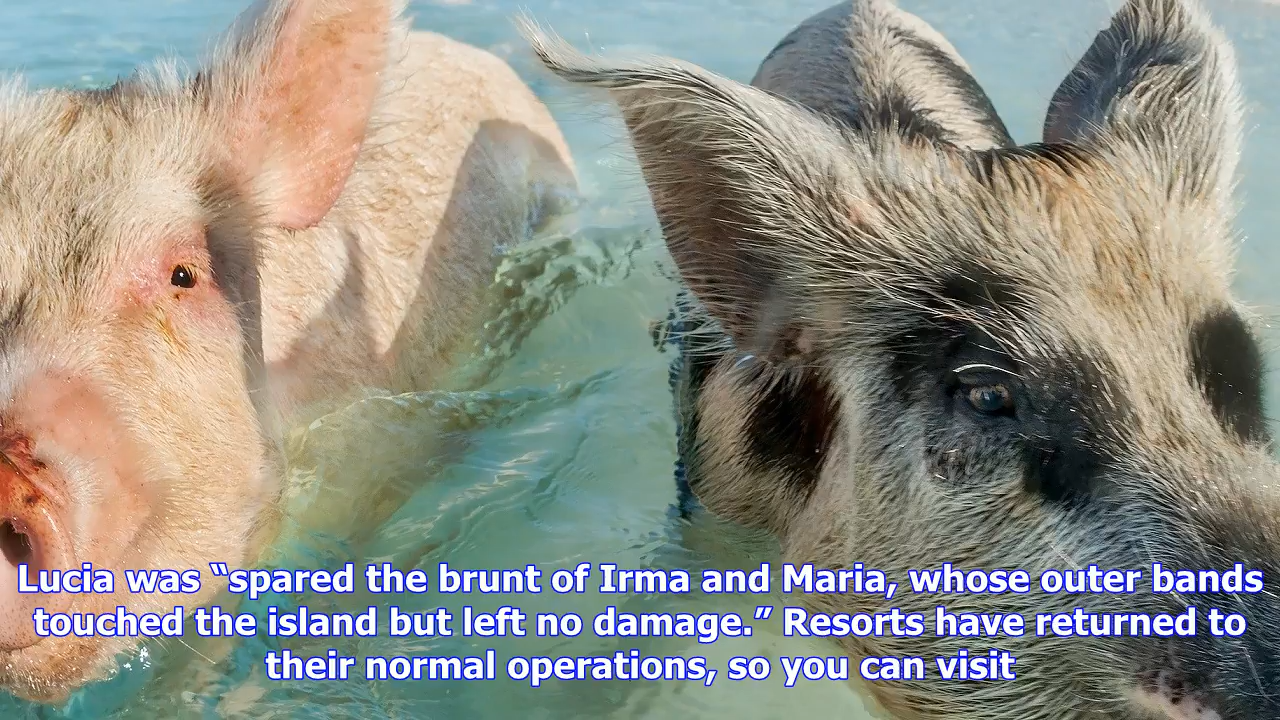 Lucia was “spared the brunt of Irma and Maria, whose outer bands
touched the island but left no damage.” Resorts have returned to
their normal operations, so you can visit